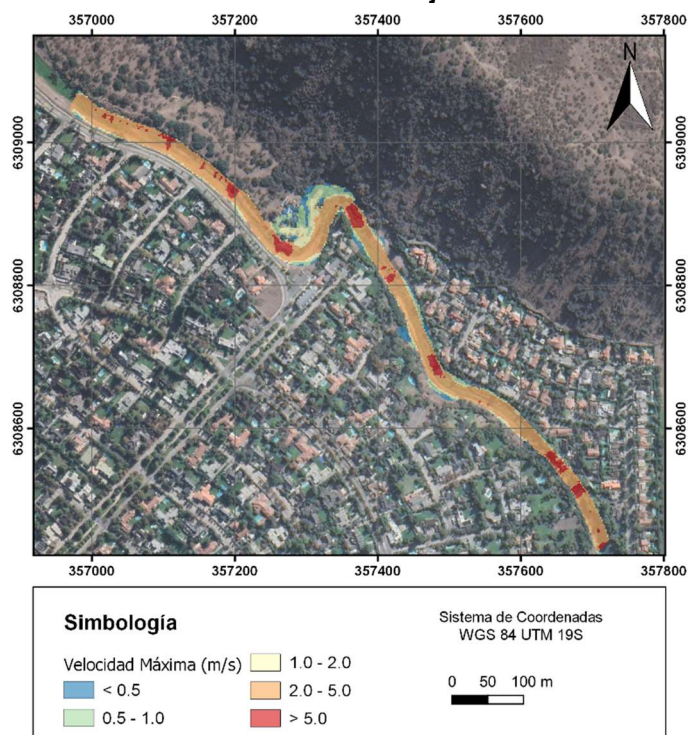 357000 357200 357400 357600 357800
N
6309000 6309000
6308800 6308800
6308600 6308600
357000 357200 357400 357600 357800
Simbología
Velocidad Máxima (m/s)
< 0.5
0.5 - 1.0
1.0 - 2.0
2.0 - 5.0
> 5.0
Sistema de Coordenadas
WGS 84 UTM 19S
0 50 100 m